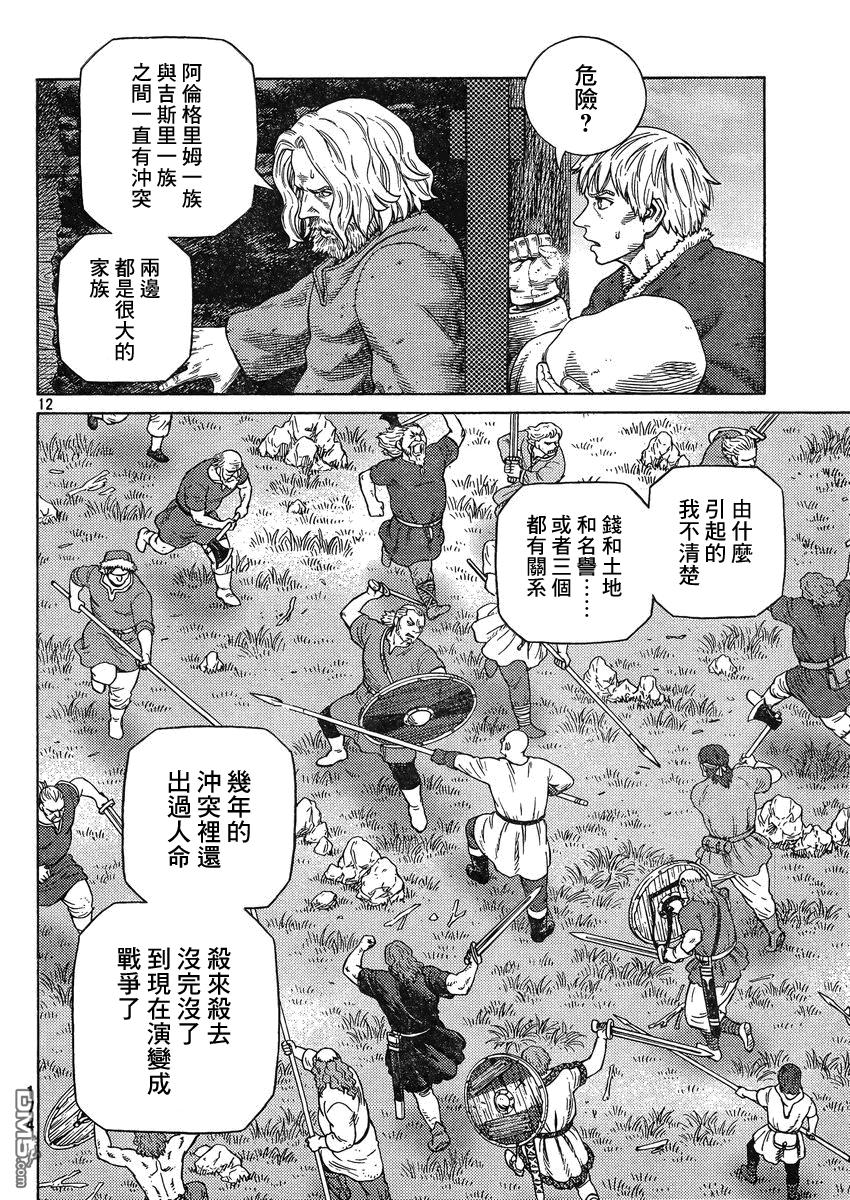 危險?
阿倫格里姆一族
與吉斯里一族
之間一直有沖突
兩邊
都是很大的
家族
12
由什麼
引起的
我不清楚
錢和土地
和名譽……
或者三個
都有關系
幾年的
沖突裡還
出過人命
殺來殺去
沒完沒了
到現在演變成
戰爭了